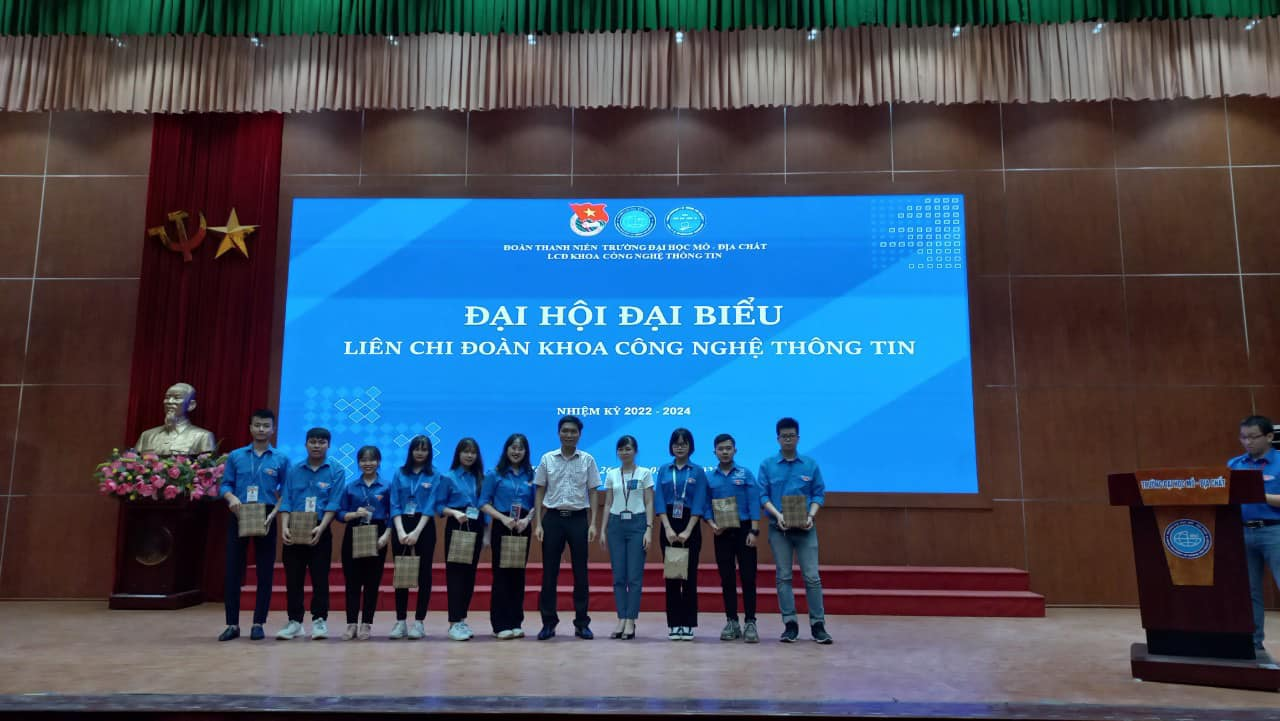 ĐOÀN THANH NIÊN TRƯỜNG ĐẠI HỌC MỎ - ĐỊA CHẤT
LCĐ KHOA CÔNG NGHỆ THÔNG TIN
ĐẠI HỘI ĐẠI BIỂU
LIÊN CHI ĐOÀN KHOA CÔNG NGHỆ THÔNG TIN
NHIỆM KỲ 2022 - 2024
26
TRƯỜNG ĐẠI HỌC MỎ - ĐỊA CHẤT